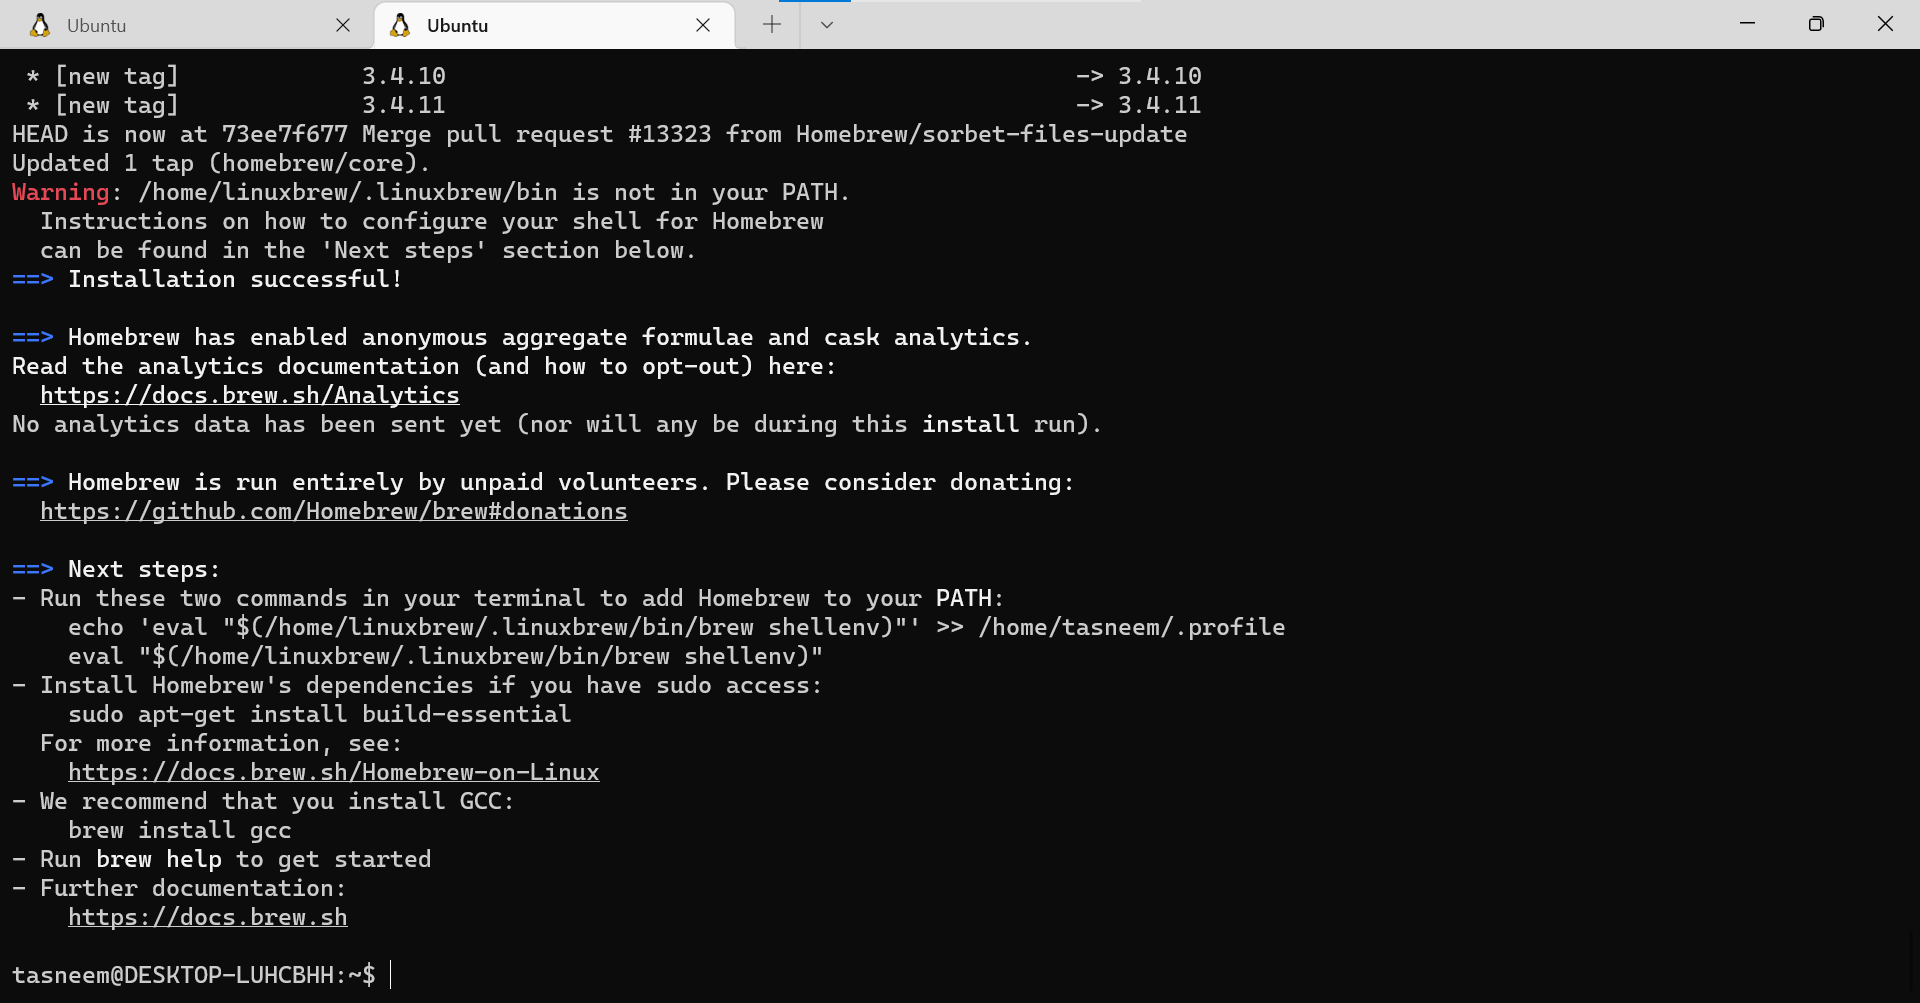 Ubuntu
Ubuntu
 * [new tag]             3.4.10                                             -> 3.4.10
 * [new tag]             3.4.11                                             -> 3.4.11
HEAD is now at 73ee7f677 Merge pull request #13323 from Homebrew/sorbet-files-update
Updated 1 tap (homebrew/core).
Warning: /home/linuxbrew/.linuxbrew/bin is not in your PATH.
  Instructions on how to configure your shell for Homebrew
  can be found in the 'Next steps' section below.
==> Installation successful!
==> Homebrew has enabled anonymous aggregate formulae and cask analytics.
Read the analytics documentation (and how to opt-out) here:
  https://docs.brew.sh/Analytics
No analytics data has been sent yet (nor will any be during this install run).
==> Homebrew is run entirely by unpaid volunteers. Please consider donating:
  https://github.com/Homebrew/brew#donations
==> Next steps:
- Run these two commands in your terminal to add Homebrew to your PATH:
    echo 'eval "$(/home/linuxbrew/.linuxbrew/bin/brew shellenv)"' >> /home/tasneem/.profile
    eval "$(/home/linuxbrew/.linuxbrew/bin/brew shellenv)"
- Install Homebrew's dependencies if you have sudo access:
    sudo apt-get install build-essential
  For more information, see:
    https://docs.brew.sh/Homebrew-on-Linux
- We recommend that you install GCC:
    brew install gcc
- Run brew help to get started
- Further documentation:
    https://docs.brew.sh
tasneem@DESKTOP-LUHCBHH:~$